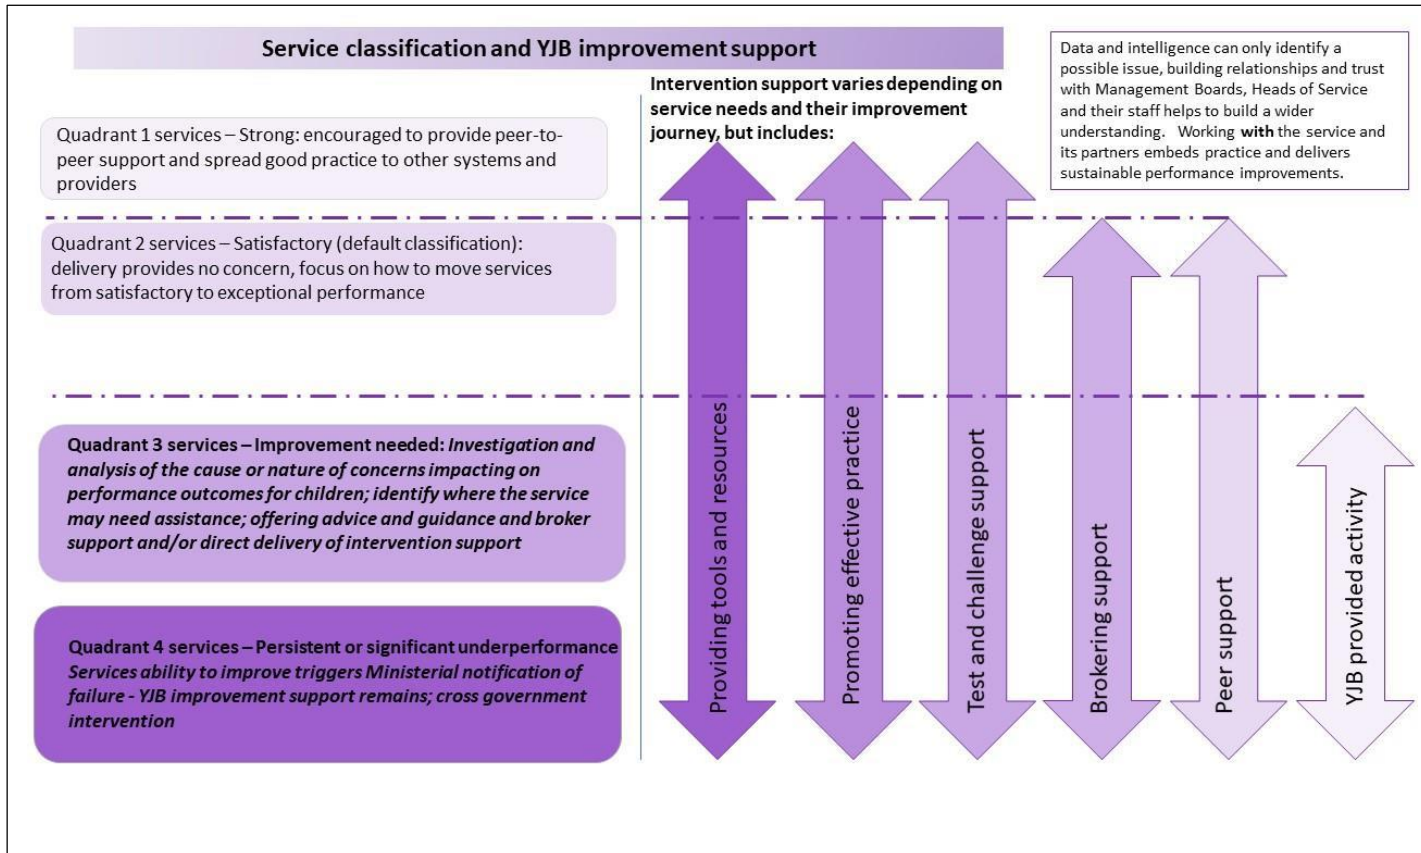 Service classification and YJB improvement support
Data and intelligence can only identify a
possible issue, building relationships and trust
with Management Boards, Heads of Service
and their staff helps to build a wider
understanding. Working with the service and
its partners embeds practice and delivers
sustainable performance improvements.
Intervention support varies depending on
service needs and their improvement
journey, but includes:
Quadrant 1 services – Strong: encouraged to provide peer-to-
peer support and spread good practice to other systems and
providers
Quadrant 2 services – Satisfactory (default classification):
delivery provides no concern, focus on how to move services
from satisfactory to exceptional performance
Quadrant 3 services – Improvement needed: Investigation and
analysis of the cause or nature of concerns impacting on
performance outcomes for children; identify where the service
may need assistance; offering advice and guidance and broker
support and/or direct delivery of intervention support
Quadrant 4 services – Persistent or significant underperformance
Services ability to improve triggers Ministerial notification of
failure - YJB improvement support remains; cross government
intervention
Providing tools and resources
Promoting effective practice
Test and challenge support
Brokering support
Peer support
YJB provided activity